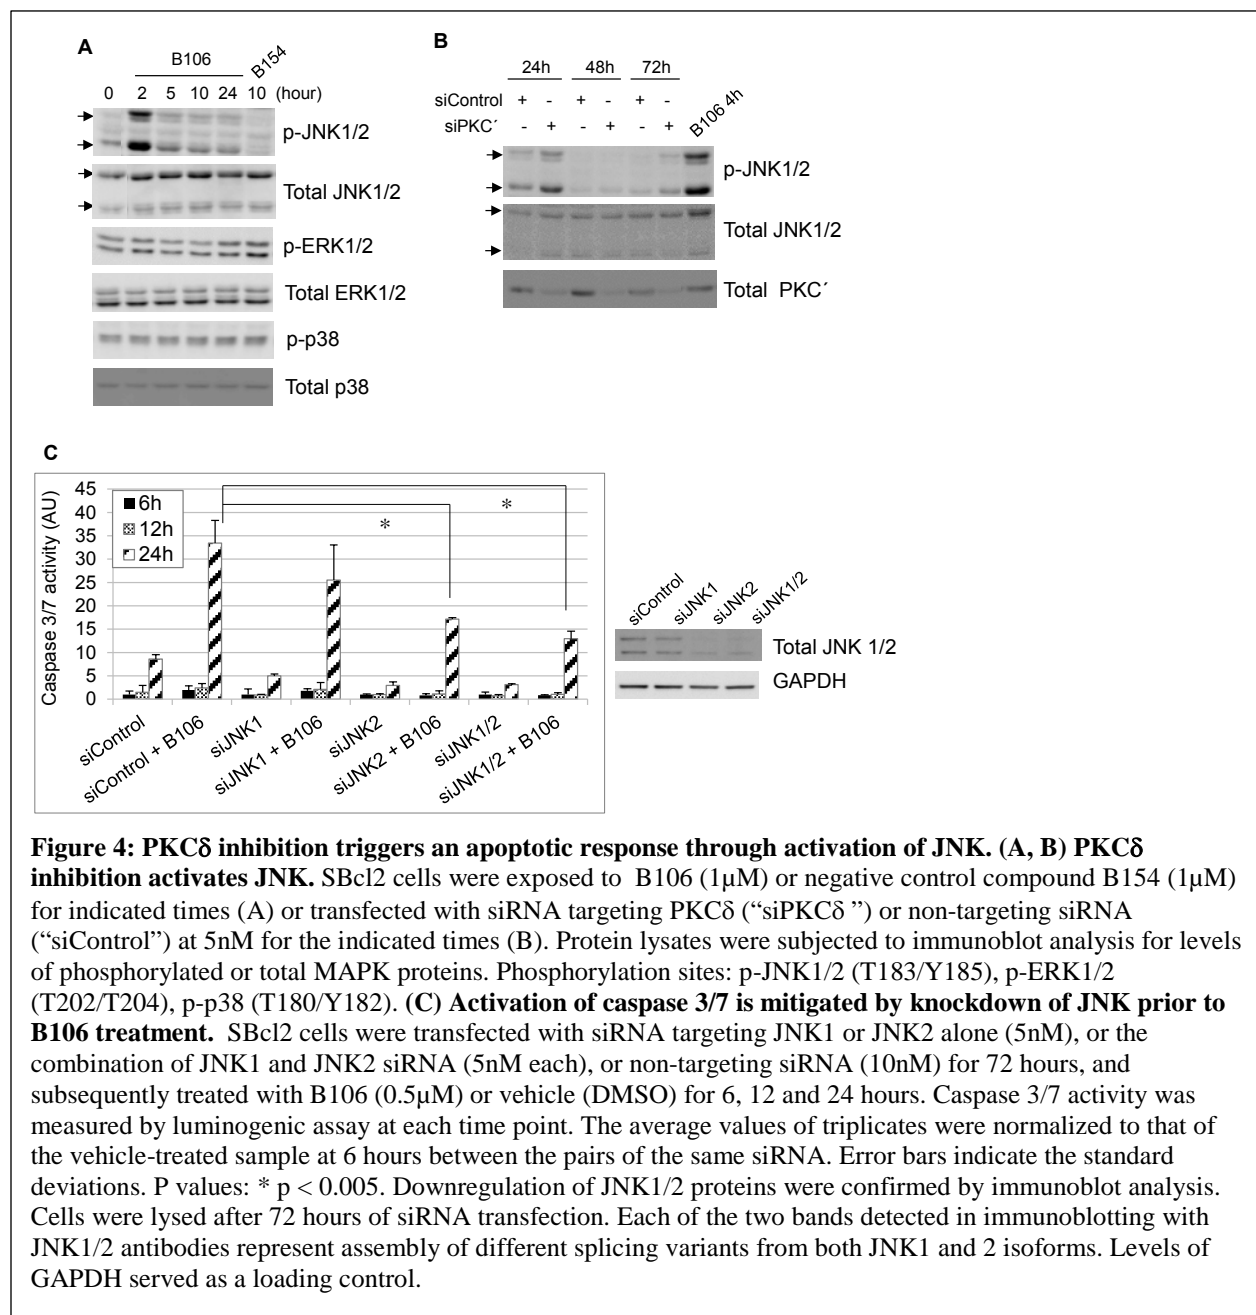 A
B106
B154
0 2 5 10 24 10 (hour)
p-JNK1/2
Total JNK1/2
p-ERK1/2
Total ERK1/2
p-p38
Total p38
B
24h 48h 72h
siControl + - + - + -
siPKC´ - + - + - +
B106 4h
p-JNK1/2
Total JNK1/2
Total PKC´
C
Caspase 3/7 activity (AU)
45
40
35
30
25
20
15
10
5
0
6h
12h
24h
*
*
siControl
siControl + B106
siJNK1
siJNK1 + B106
siJNK2
siJNK2 + B106
siJNK1/2
siJNK1/2 + B106
siControl
siJNK1
siJNK2
siJNK1/2
Total JNK 1/2
GAPDH
Figure 4: PKCδ inhibition triggers an apoptotic response through activation of JNK. (A, B) PKCδ
inhibition activates JNK. SBcl2 cells were exposed to B106 (1µM) or negative control compound B154 (1µM)
for indicated times (A) or transfected with siRNA targeting PKCδ (“siPKCδ ”) or non-targeting siRNA
(“siControl”) at 5nM for the indicated times (B). Protein lysates were subjected to immunoblot analysis for levels
of phosphorylated or total MAPK proteins. Phosphorylation sites: p-JNK1/2 (T183/Y185), p-ERK1/2
(T202/T204), p-p38 (T180/Y182). (C) Activation of caspase 3/7 is mitigated by knockdown of JNK prior to
B106 treatment. SBcl2 cells were transfected with siRNA targeting JNK1 or JNK2 alone (5nM), or the
combination of JNK1 and JNK2 siRNA (5nM each), or non-targeting siRNA (10nM) for 72 hours, and
subsequently treated with B106 (0.5µM) or vehicle (DMSO) for 6, 12 and 24 hours. Caspase 3/7 activity was
measured by luminogenic assay at each time point. The average values of triplicates were normalized to that of
the vehicle-treated sample at 6 hours between the pairs of the same siRNA. Error bars indicate the standard
deviations. P values: * p < 0.005. Downregulation of JNK1/2 proteins were confirmed by immunoblot analysis.
Cells were lysed after 72 hours of siRNA transfection. Each of the two bands detected in immunoblotting with
JNK1/2 antibodies represent assembly of different splicing variants from both JNK1 and 2 isoforms. Levels of
GAPDH served as a loading control.